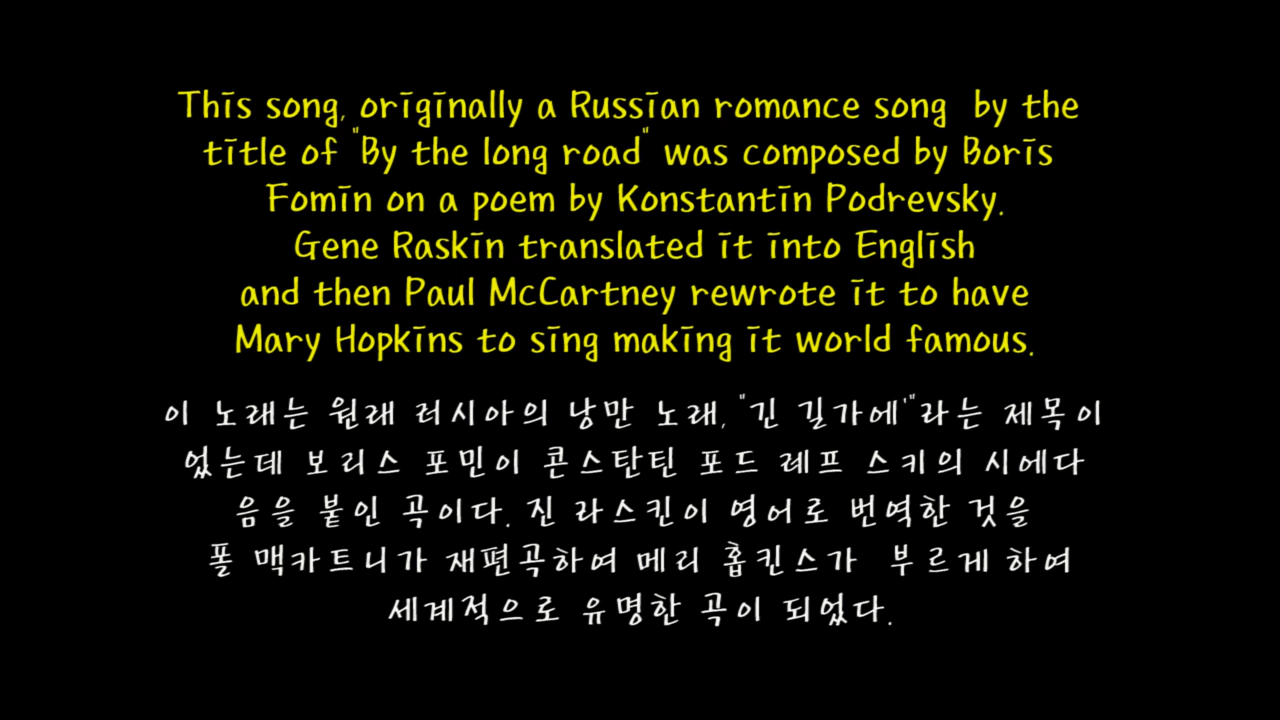 This song, originally a Russian romance song by the
title of "By the long road" was composed by Boris
Fomin on a poem by Konstantin Podrevsky.
Gene Raskin translated it into English
and then Paul McCartney rewrote it to have
Mary Hopkins to sing making it world famous.
이 노래는 원래 러시아의 낭만 노래, "긴 길가에'"라는 제목이
었는데 보리스 포민이 콘스탄틴 포드 레프 스키의 시에다
음을 붙인 곡이다. 진 라스킨이 영어로 번역한 것을
폴 맥카트니가 재편곡하여 메리 홉킨스가 부르게 하여
세계적으로 유명한 곡이 되었다.